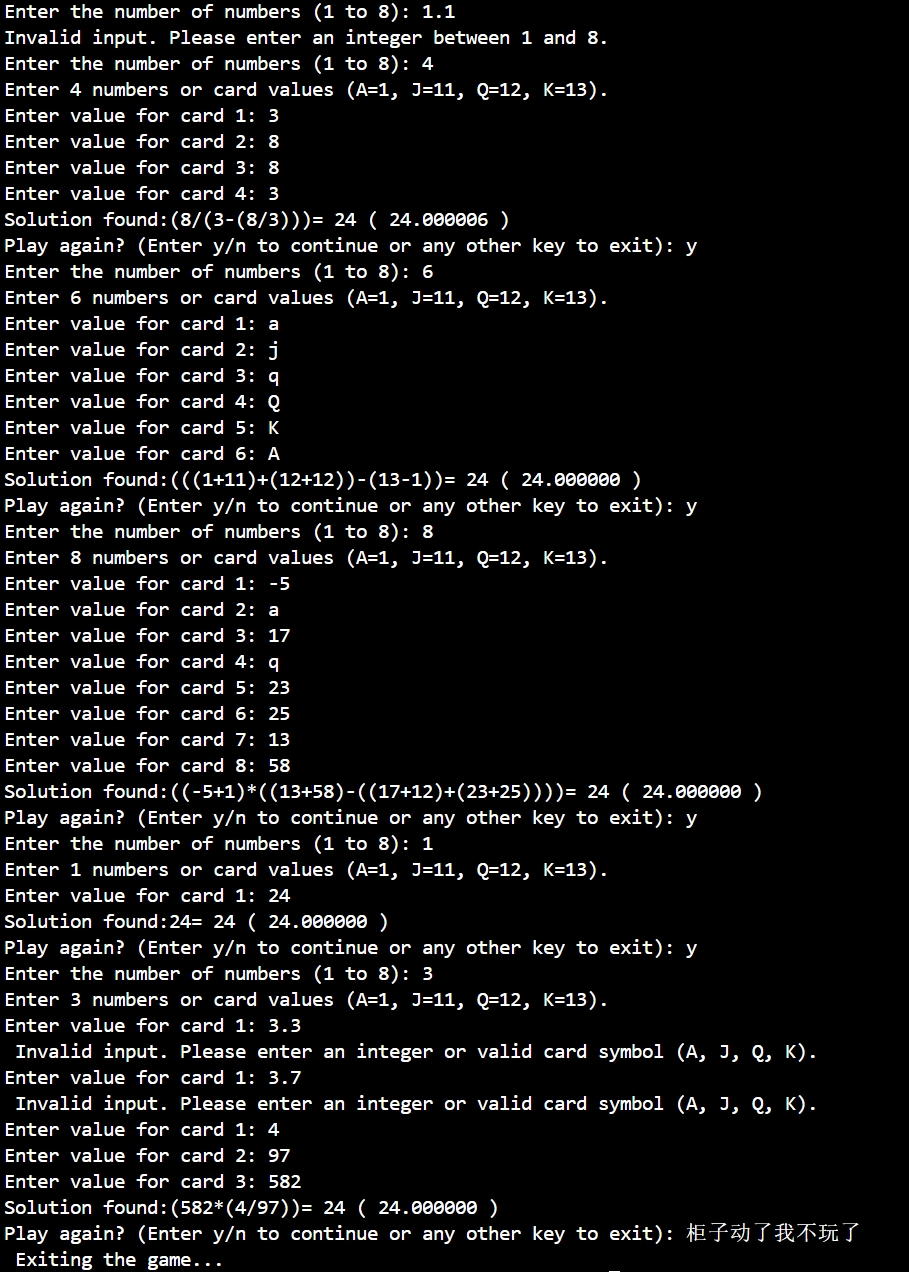 Enter the number of numbers (1 to 8): 1.1
Invalid input. Please enter an integer between 1 and 8.
Enter the number of numbers (1 to 8): 4
Enter 4 numbers or card values (A=1, J=11, Q=12, K=13).
Enter value for card 1: 3
Enter value for card 2: 8
Enter value for card 3: 8
Enter value for card 4: 3
Solution found:(8/(3-(8/3)))= 24 ( 24.000006 )
Play again? (Enter y/n to continue or any other key to exit): y
Enter the number of numbers (1 to 8): 6
Enter 6 numbers or card values (A=1, J=11, Q=12, K=13).
Enter value for card 1: a
Enter value for card 2: j
Enter value for card 3: q
Enter value for card 4: Q
Enter value for card 5: K
Enter value for card 6: A
Solution found:(((1+11)+(12+12))-(13-1))= 24 ( 24.000000 )
Play again? (Enter y/n to continue or any other key to exit): y
Enter the number of numbers (1 to 8): 8
Enter 8 numbers or card values (A=1, J=11, Q=12, K=13).
Enter value for card 1: -5
Enter value for card 2: a
Enter value for card 3: 17
Enter value for card 4: q
Enter value for card 5: 23
Enter value for card 6: 25
Enter value for card 7: 13
Enter value for card 8: 58
Solution found:((-5+1)*((13+58)-((17+12)+(23+25))))= 24 ( 24.000000 )
Play again? (Enter y/n to continue or any other key to exit): y
Enter the number of numbers (1 to 8): 1
Enter 1 numbers or card values (A=1, J=11, Q=12, K=13).
Enter value for card 1: 24
Solution found:24= 24 ( 24.000000 )
Play again? (Enter y/n to continue or any other key to exit): y
Enter the number of numbers (1 to 8): 3
Enter 3 numbers or card values (A=1, J=11, Q=12, K=13).
Enter value for card 1: 3.3
 Invalid input. Please enter an integer or valid card symbol (A, J, Q, K).
Enter value for card 1: 3.7
 Invalid input. Please enter an integer or valid card symbol (A, J, Q, K).
Enter value for card 1: 4
Enter value for card 2: 97
Enter value for card 3: 582
Solution found:(582*(4/97))= 24 ( 24.000000 )
Play again? (Enter y/n to continue or any other key to exit): 柜子动了我不玩了
 Exiting the game...